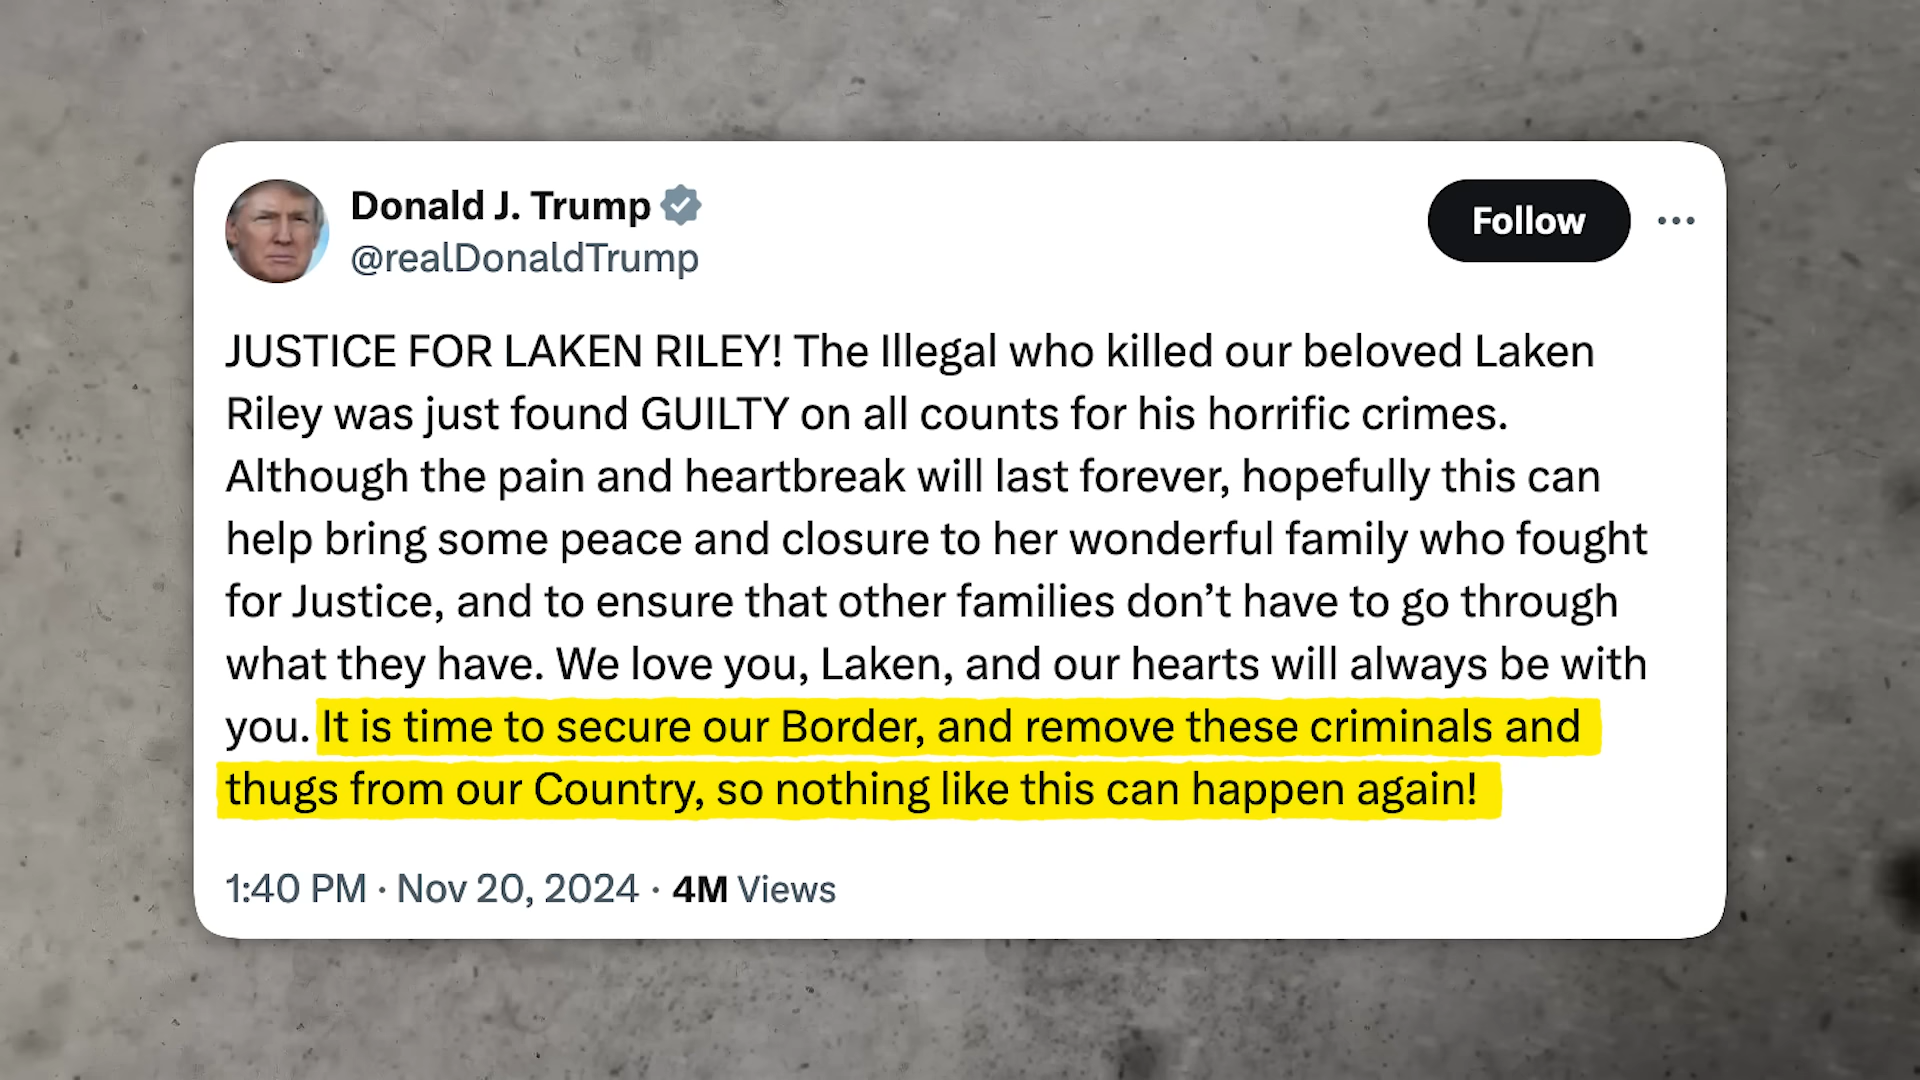 Donald J. Trump
@realDonaldTrump
Follow
JUSTICE FOR LAKEN RILEY! The Illegal who killed our beloved Laken
Riley was just found GUILTY on all counts for his horrific crimes.
Although the pain and heartbreak will last forever, hopefully this can
help bring some peace and closure to her wonderful family who fought
for Justice, and to ensure that other families don’t have to go through
what they have. We love you, Laken, and our hearts will always be with
you. It is time to secure our Border, and remove these criminals and
thugs from our Country, so nothing like this can happen again!
1:40 PM · Nov 20, 2024 · 4M Views